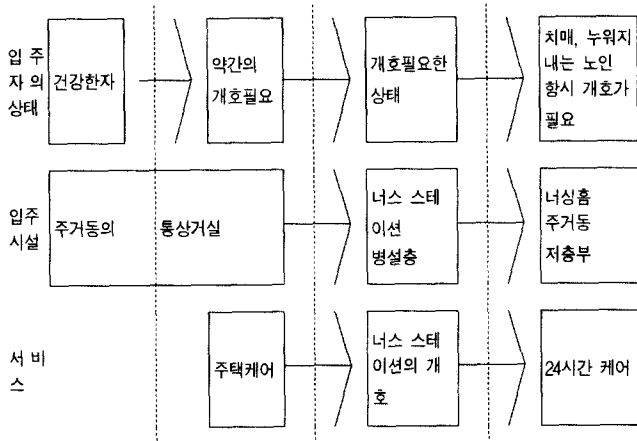 입 주
자 의
상태
건강한자
약간의
개호필요
개호필요한
상태
치매, 누워지
내는 노인
항시 개호가
필요
입주
시설
주거동의 통상거실
너스 스테
이션
병설층
너싱홈
주거동
저층부
서 비
스
주택케어
너스 스테
이션의 개
호
24시간 케어